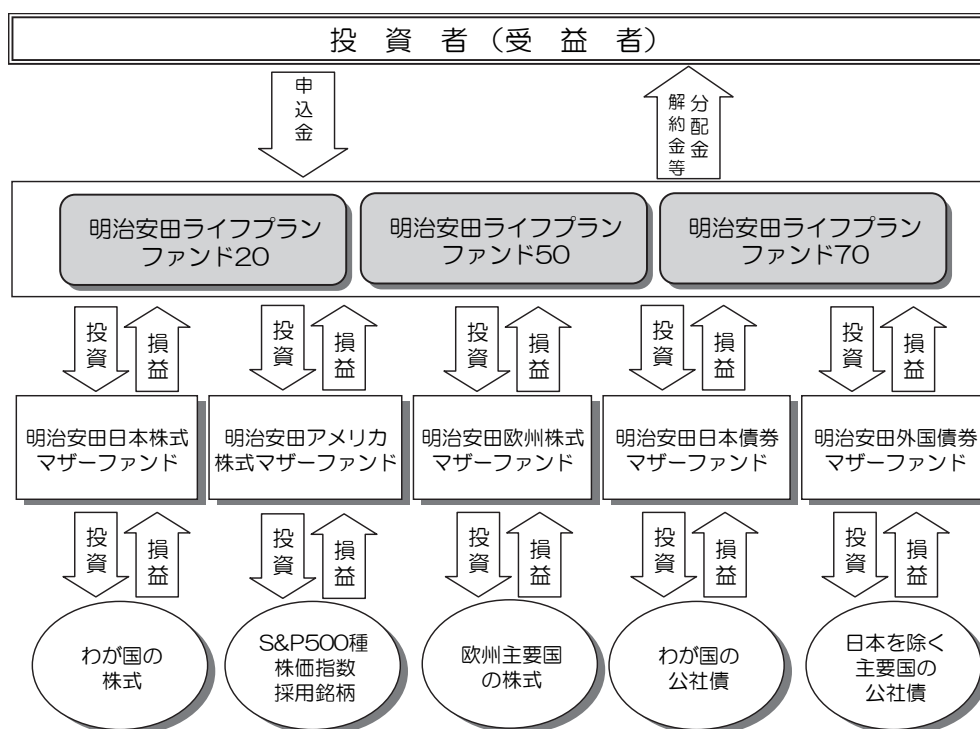 投資者（受益者）
申込金
分配金
解約金等
明治安田ライフプラン
ファンド20
明治安田ライフプラン
ファンド50
明治安田ライフプラン
ファンド70
投資
損益
投資
損益
投資
損益
投資
損益
投資
損益
明治安田日本株式
マザーファンド
明治安田アメリカ
株式マザーファンド
明治安田欧州株式
マザーファンド
明治安田日本債券
マザーファンド
明治安田外国債券
マザーファンド
投資
損益
投資
損益
投資
損益
投資
損益
投資
損益
わが国の
株式
S&P500種
株価指数
採用銘柄
欧州主要国
の株式
わが国の
公社債
日本を除く
主要国の
公社債